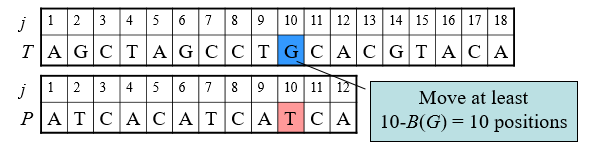 j 1 2 3 4 5 6 7 8 9 10 11 12 13 14 15 16 17 18
T A G C T A G C C T G C A C G T A C A
j 1 2 3 4 5 6 7 8 9 10 11 12
P A T C A C A T C A T C A
Move at least
10-B(G) = 10 positions